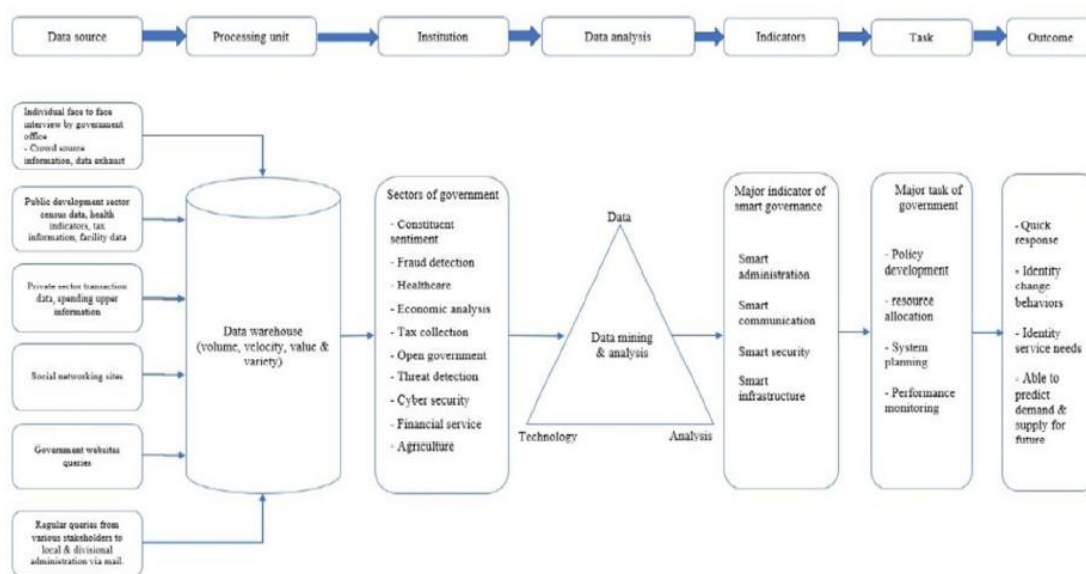 Data source
Processing unit
Institution
Data analysis
Indicators
Task
Outcome
Individual face to face
interview by government
office
- Crowd source
information, data exhaust
Public development sector
census data, health
indicators, tax
information, facility data
Private sector transaction
data, spending upper
information
Social networking sites
Government websites
queries
Regular queries from
various stakeholders to
local & divisional
administration via mail.
Data warehouse
(volume, velocity, value &
variety)
Sectors of government
- Constituent
sentiment
- Fraud detection
- Healthcare
- Economic analysis
- Tax collection
- Open government
- Threat detection
- Cyber security
- Financial service
- Agriculture
Data
Data mining
& analysis
Technology
Analysis
Major indicator of
smart governance
Smart
administration
Smart
communication
Smart security
Smart
infrastructure
Major task of
government
- Policy
development
- resource
allocation
- System
planning
- Performance
monitoring
- Quick
response
- Identity
change
behaviors
- Identity
service needs
- Able to
predict
demand &
supply for
future